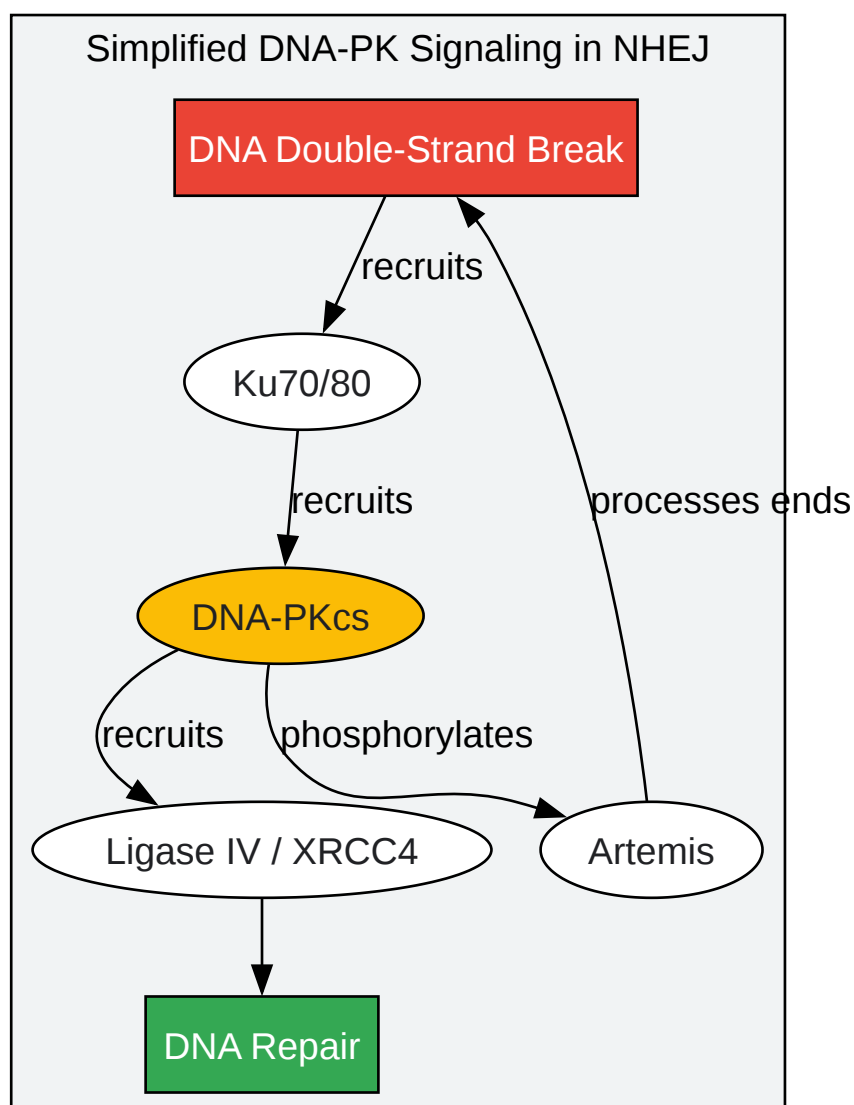 Simplified DNA-PK Signaling in NHEJ
DNA Double-Strand Break
recruits
Ku70/80
recruits
processes ends
DNA-PKcs
recruits
phosphorylates
Ligase IV / XRCC4
Artemis
DNA Repair